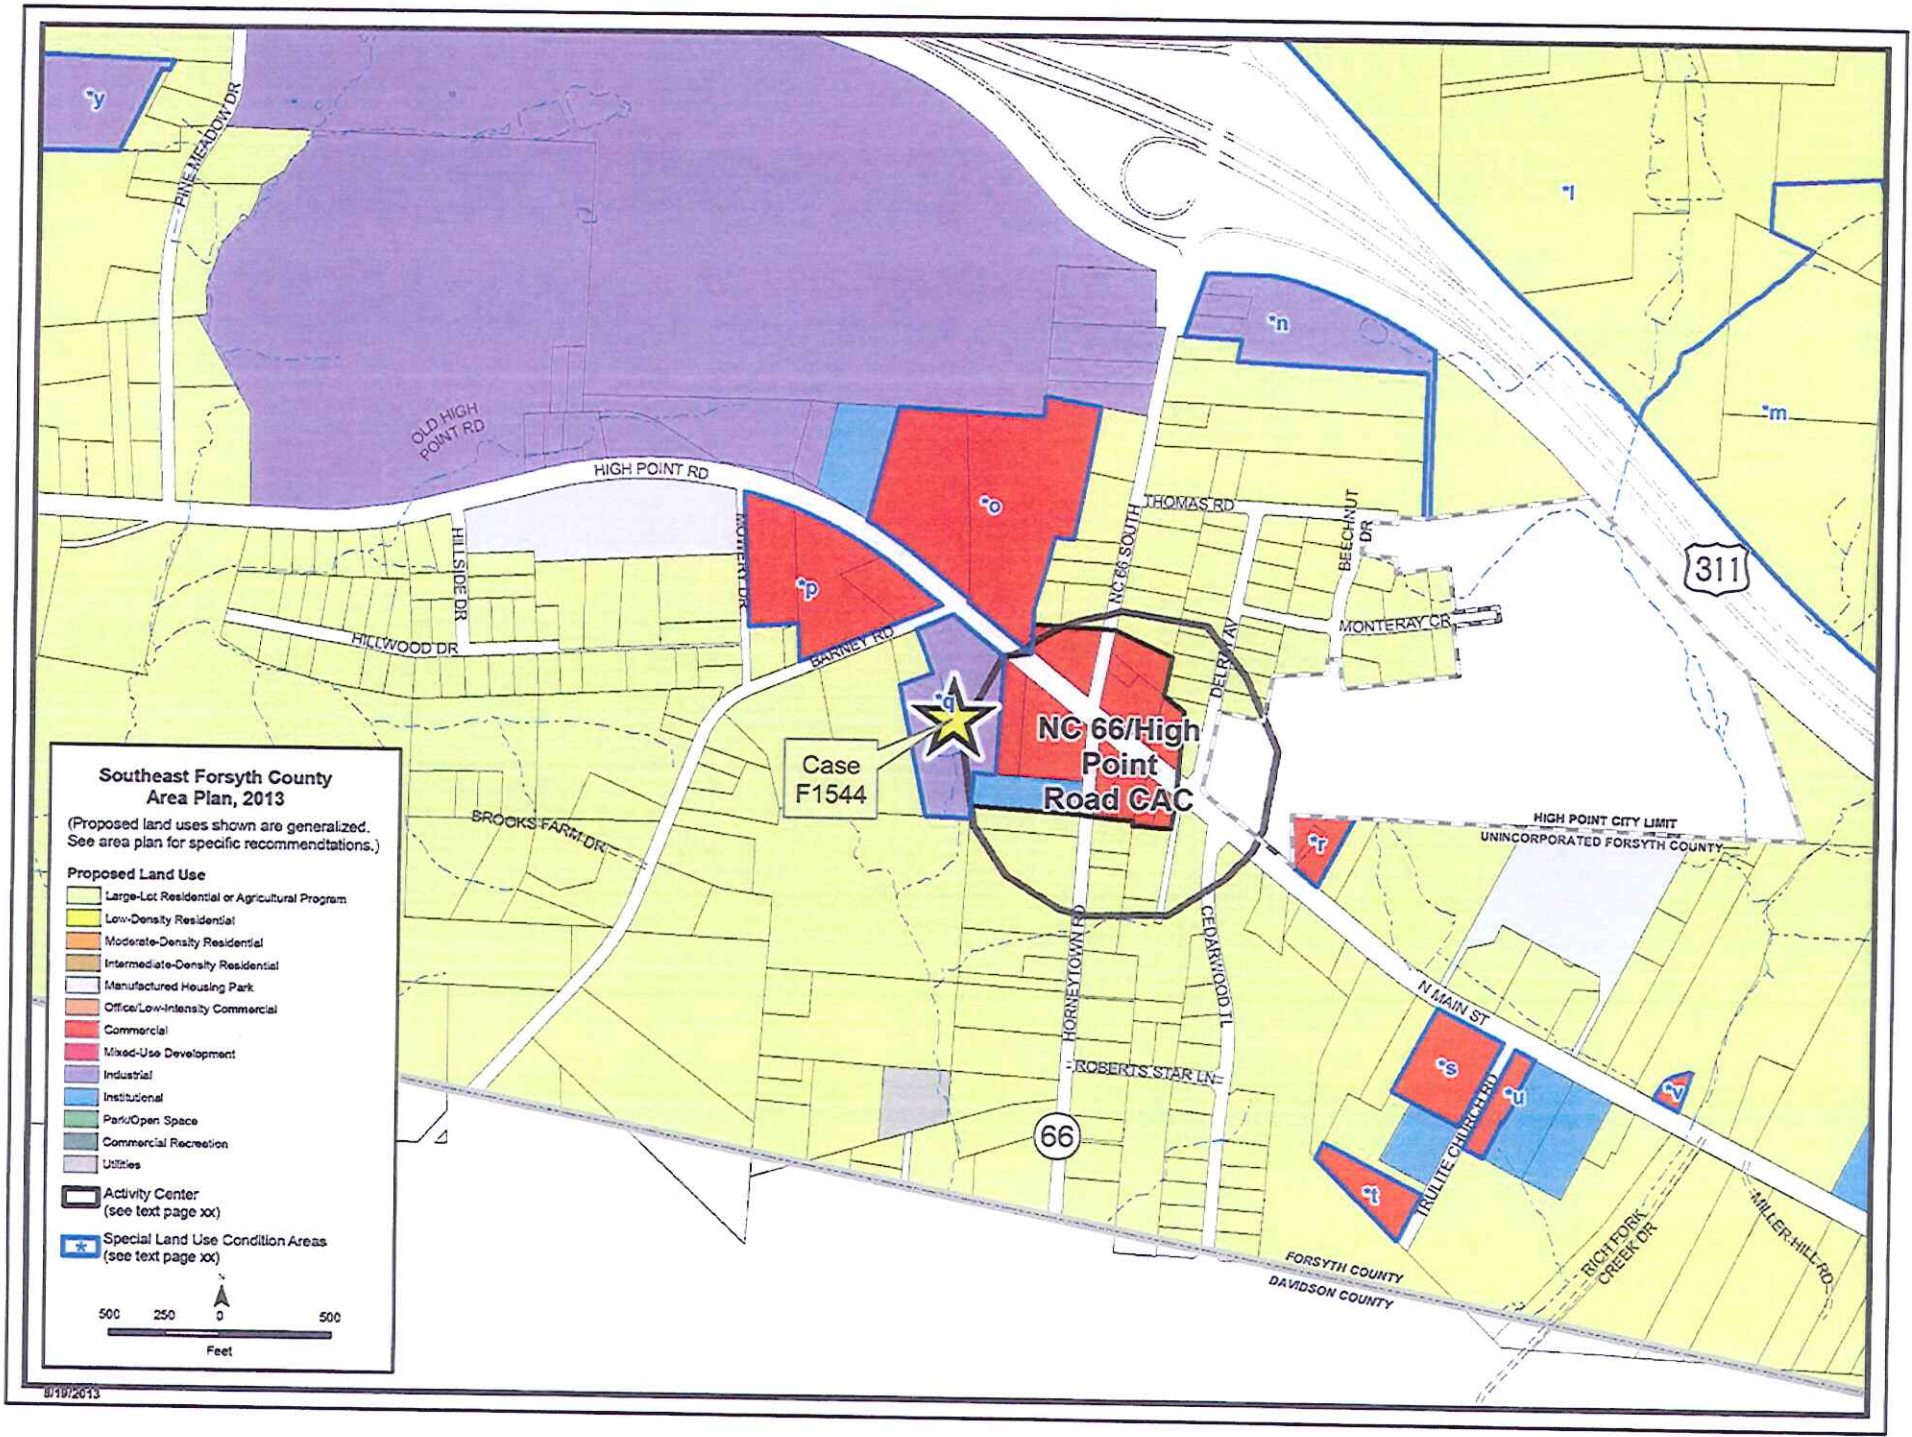 *y
PINE MEADOW DR
*l
*n
*m
OLD HIGH
POINT RD
HIGH POINT RD
*o
THOMAS RD
BEECHNUT
DR
NC 66 SOUTH
311
HILLSIDE DR
MOWERY DR
*p
MONTERAY CR
HILLWOOD DR
BARNEY RD
DELRAY AV
*q
NC 66/High
Point
Road CAC
Case
F1544
BROOKS FARM DR
*r
HIGH POINT CITY LIMIT
UNINCORPORATED FORSYTH COUNTY
HORNEYTOWN RD
CEDARWOOD TL
N MAIN ST
ROBERTS STAR LN
*s
*u
*v
66
*t
TRULITE CHURCH RD
RICH FORK
CREEK DR
MILLER HILL RD
FORSYTH COUNTY
DAVIDSON COUNTY
Southeast Forsyth County
Area Plan, 2013
(Proposed land uses shown are generalized.
See area plan for specific recommendtations.)
Proposed Land Use
Large-Lot Residential or Agricultural Program
Low-Density Residential
Moderate-Density Residential
Intermediate-Density Residential
Manufactured Housing Park
Office/Low-Intensity Commercial
Commercial
Mixed-Use Development
Industrial
Institutional
Park/Open Space
Commercial Recreation
Utilities
Activity Center
(see text page xx)
* Special Land Use Condition Areas
(see text page xx)
N
500 250 0 500
Feet
8/19/2013